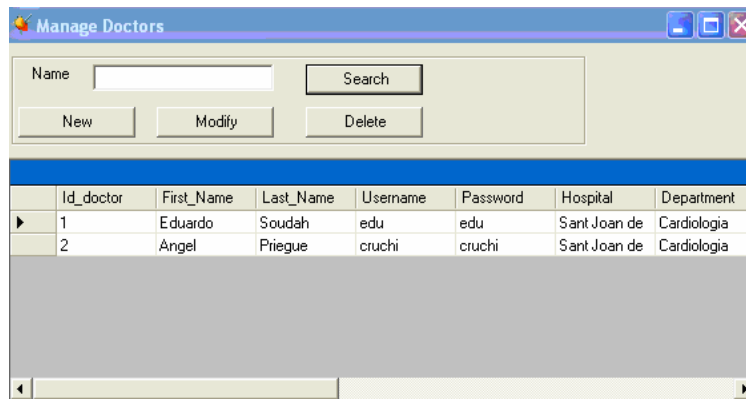 Manage Doctors
Name Search
New Modify Delete
Id_doctor First_Name Last_Name Username Password Hospital Department
1 Eduardo Soudah edu edu Sant Joan de Cardiologia
2 Angel Priegue cruchi cruchi Sant Joan de Cardiologia